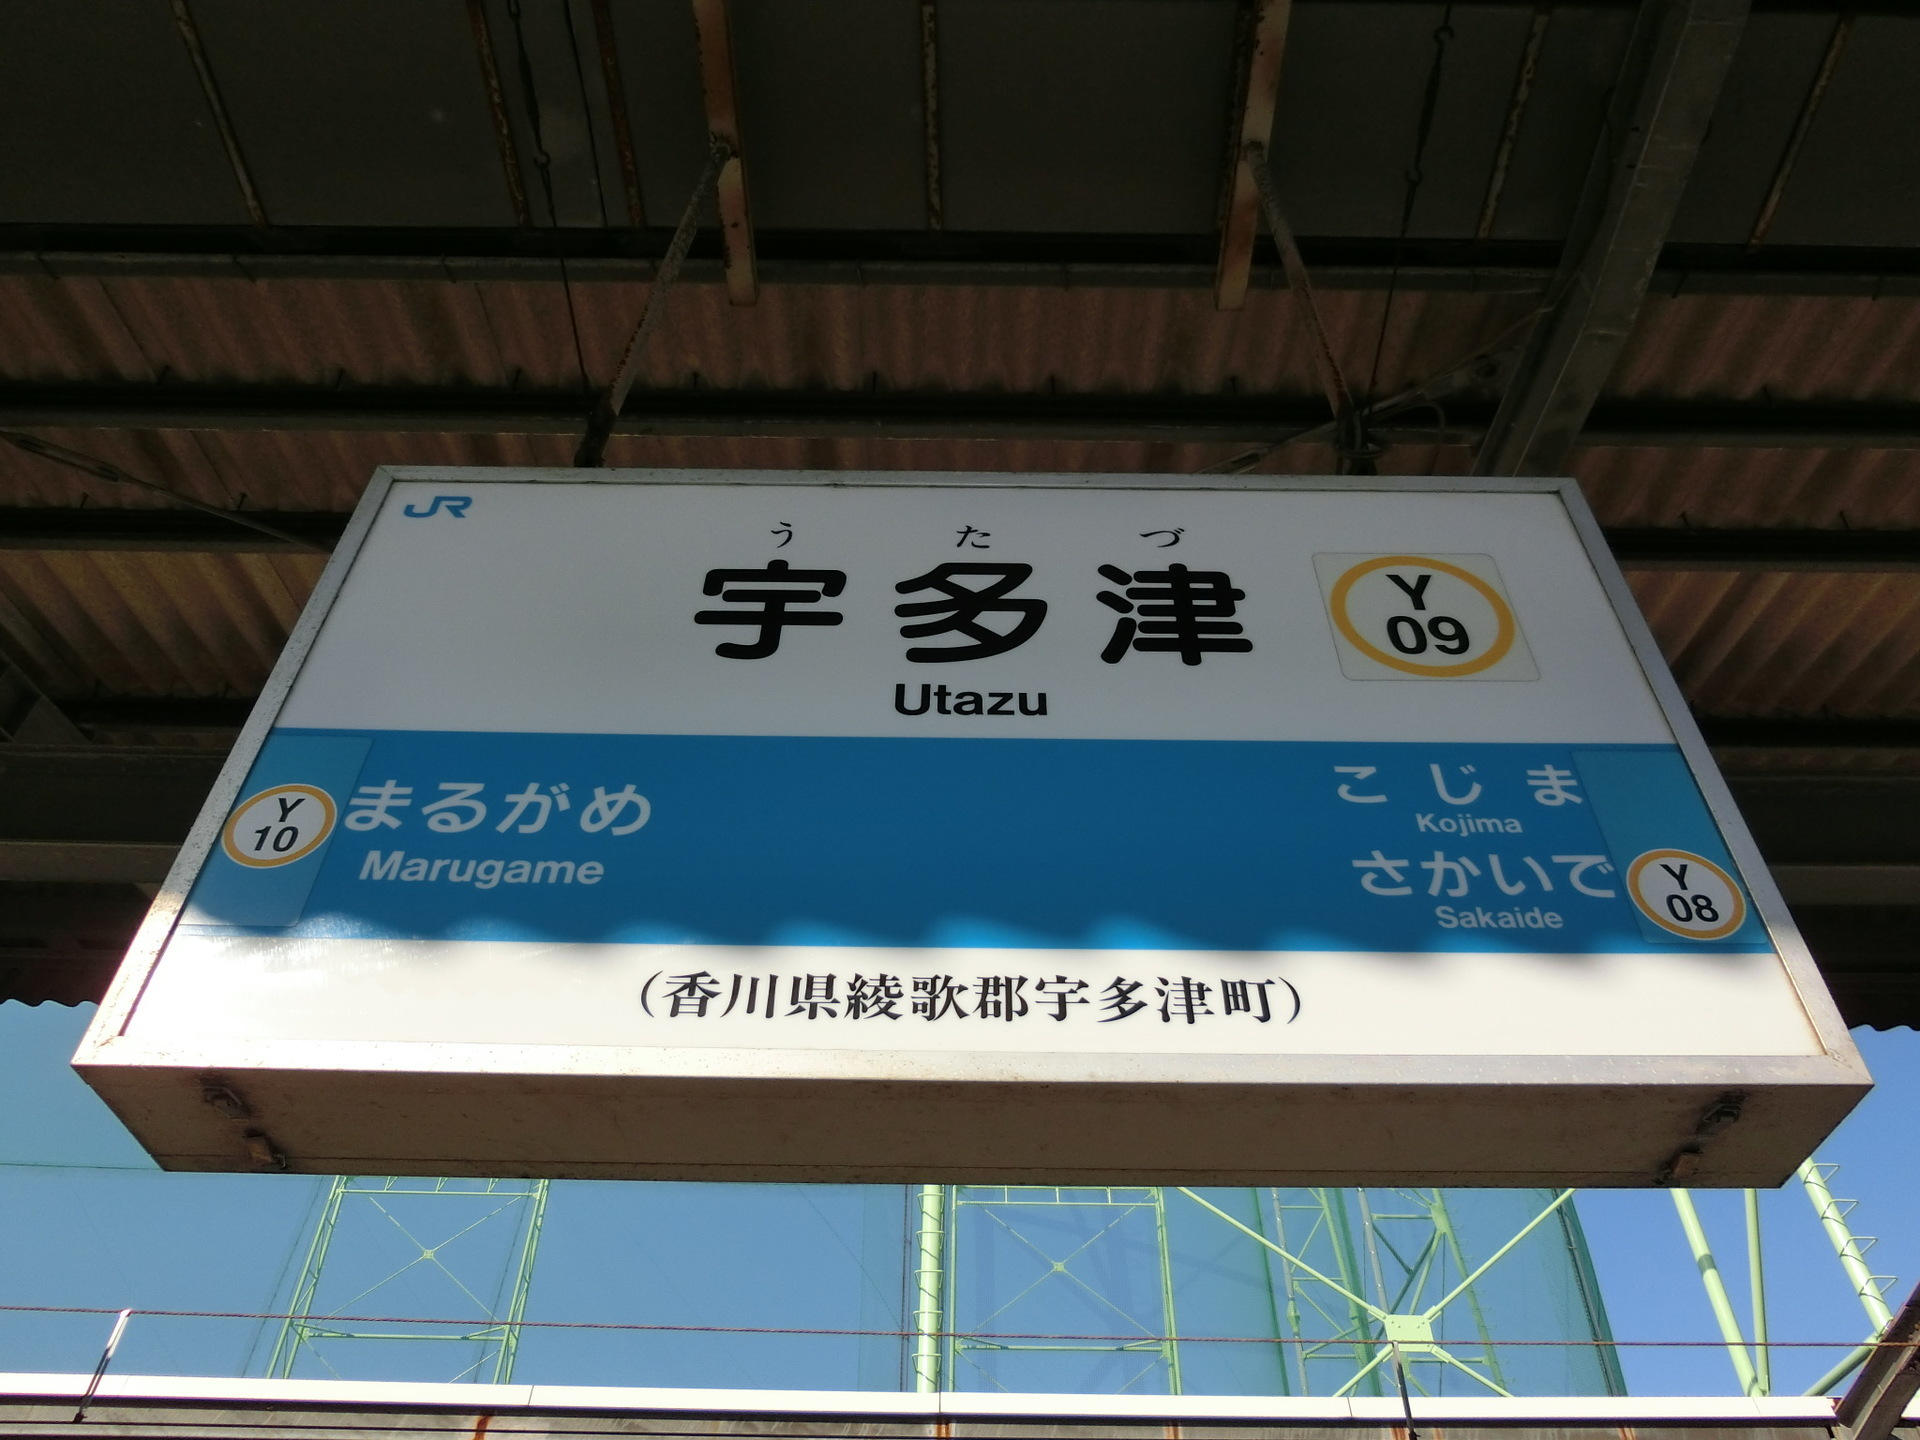 JR
うたづ
宇多津
Y
09
Utazu
Y
10
まるがめ
Marugame
こじま
Kojima
さかいで
Sakaide
Y
08
(香川県綾歌郡宇多津町)